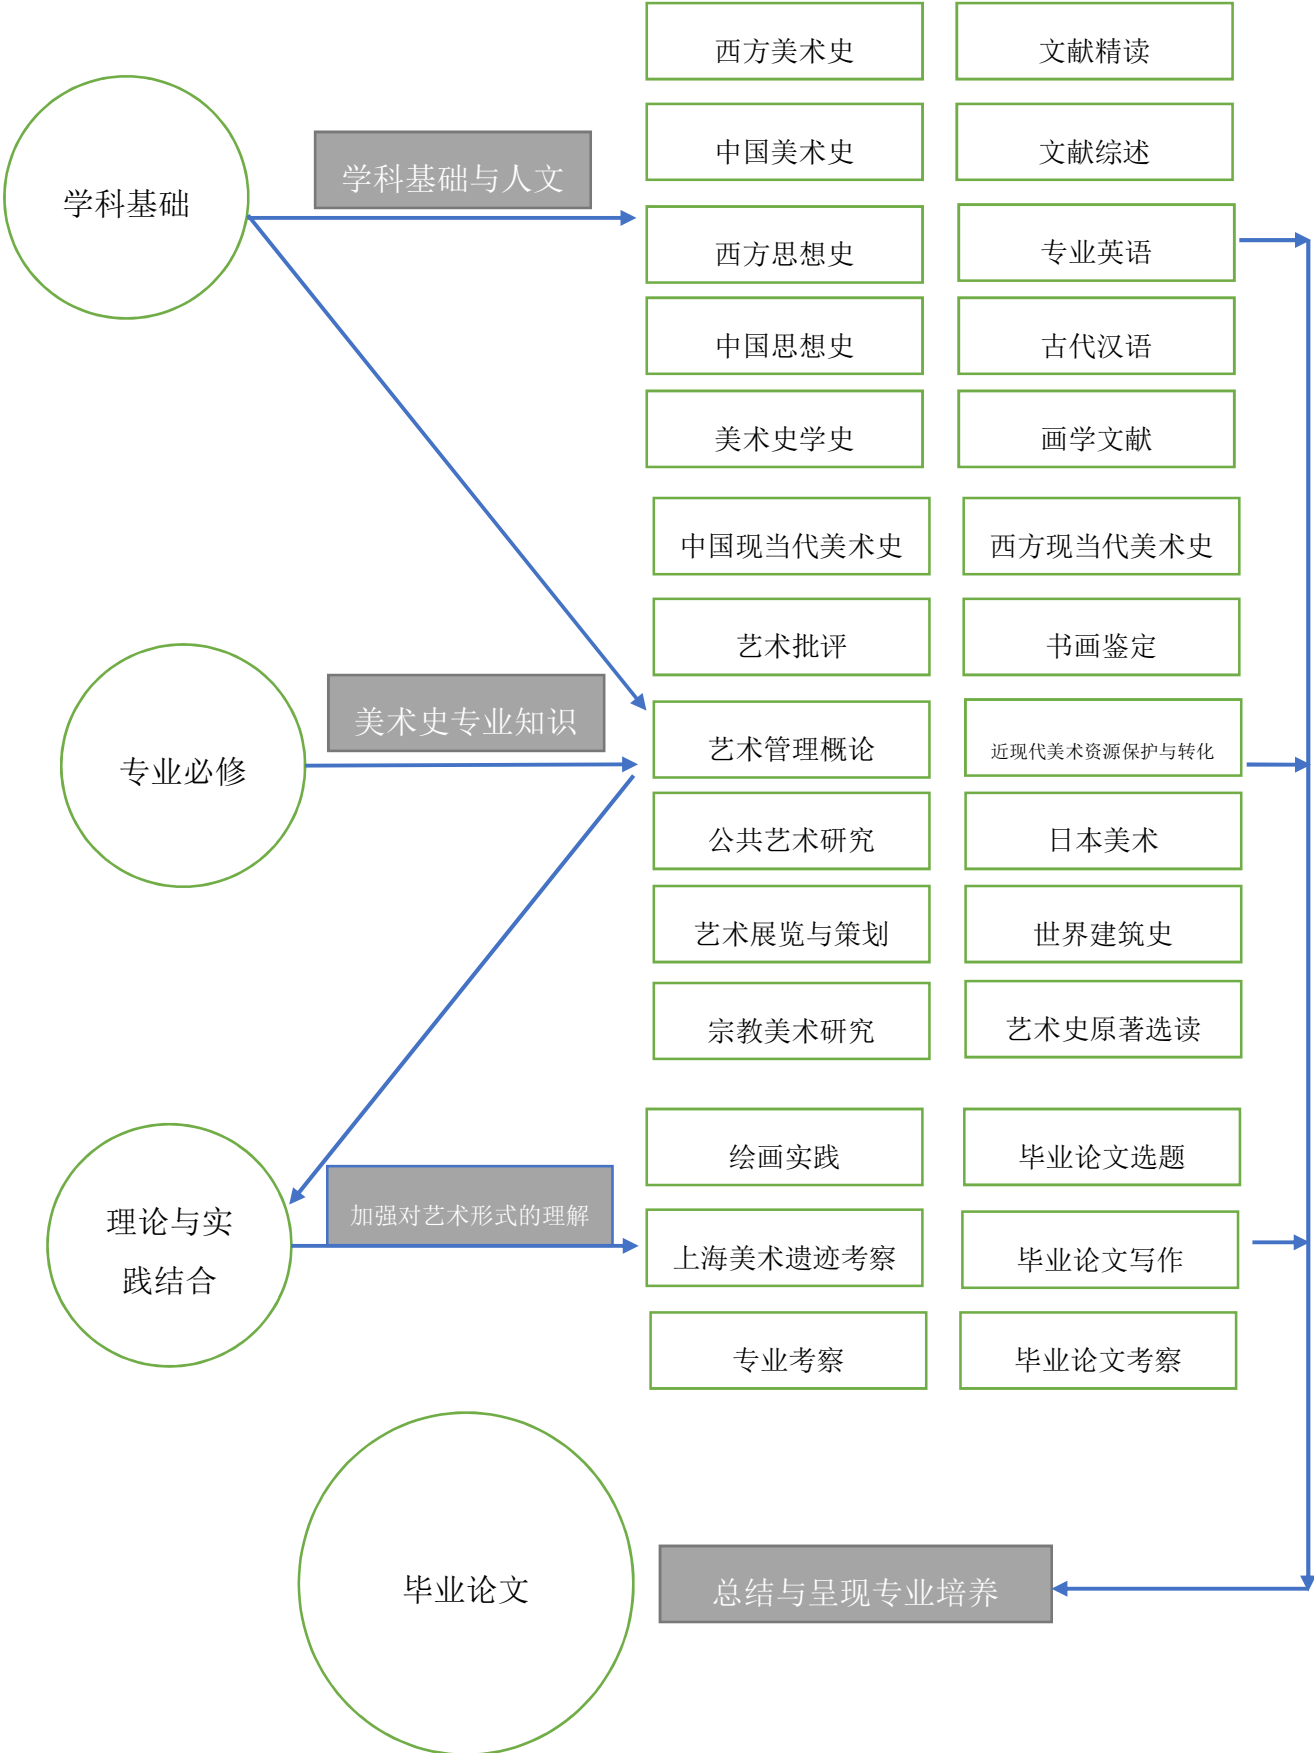 西方美术史
文献精读
学科基础
学科基础与人文
中国美术史
文献综述
西方思想史
专业英语
中国思想史
古代汉语
美术史学史
画学文献
中国现当代美术史
西方现当代美术史
艺术批评
书画鉴定
专业必修
美术史专业知识
艺术管理概论
近现代美术资源保护与转化
公共艺术研究
日本美术
艺术展览与策划
世界建筑史
宗教美术研究
艺术史原著选读
理论与实
践结合
加强对艺术形式的理解
绘画实践
毕业论文选题
上海美术遗迹考察
毕业论文写作
专业考察
毕业论文考察
毕业论文
总结与呈现专业培养